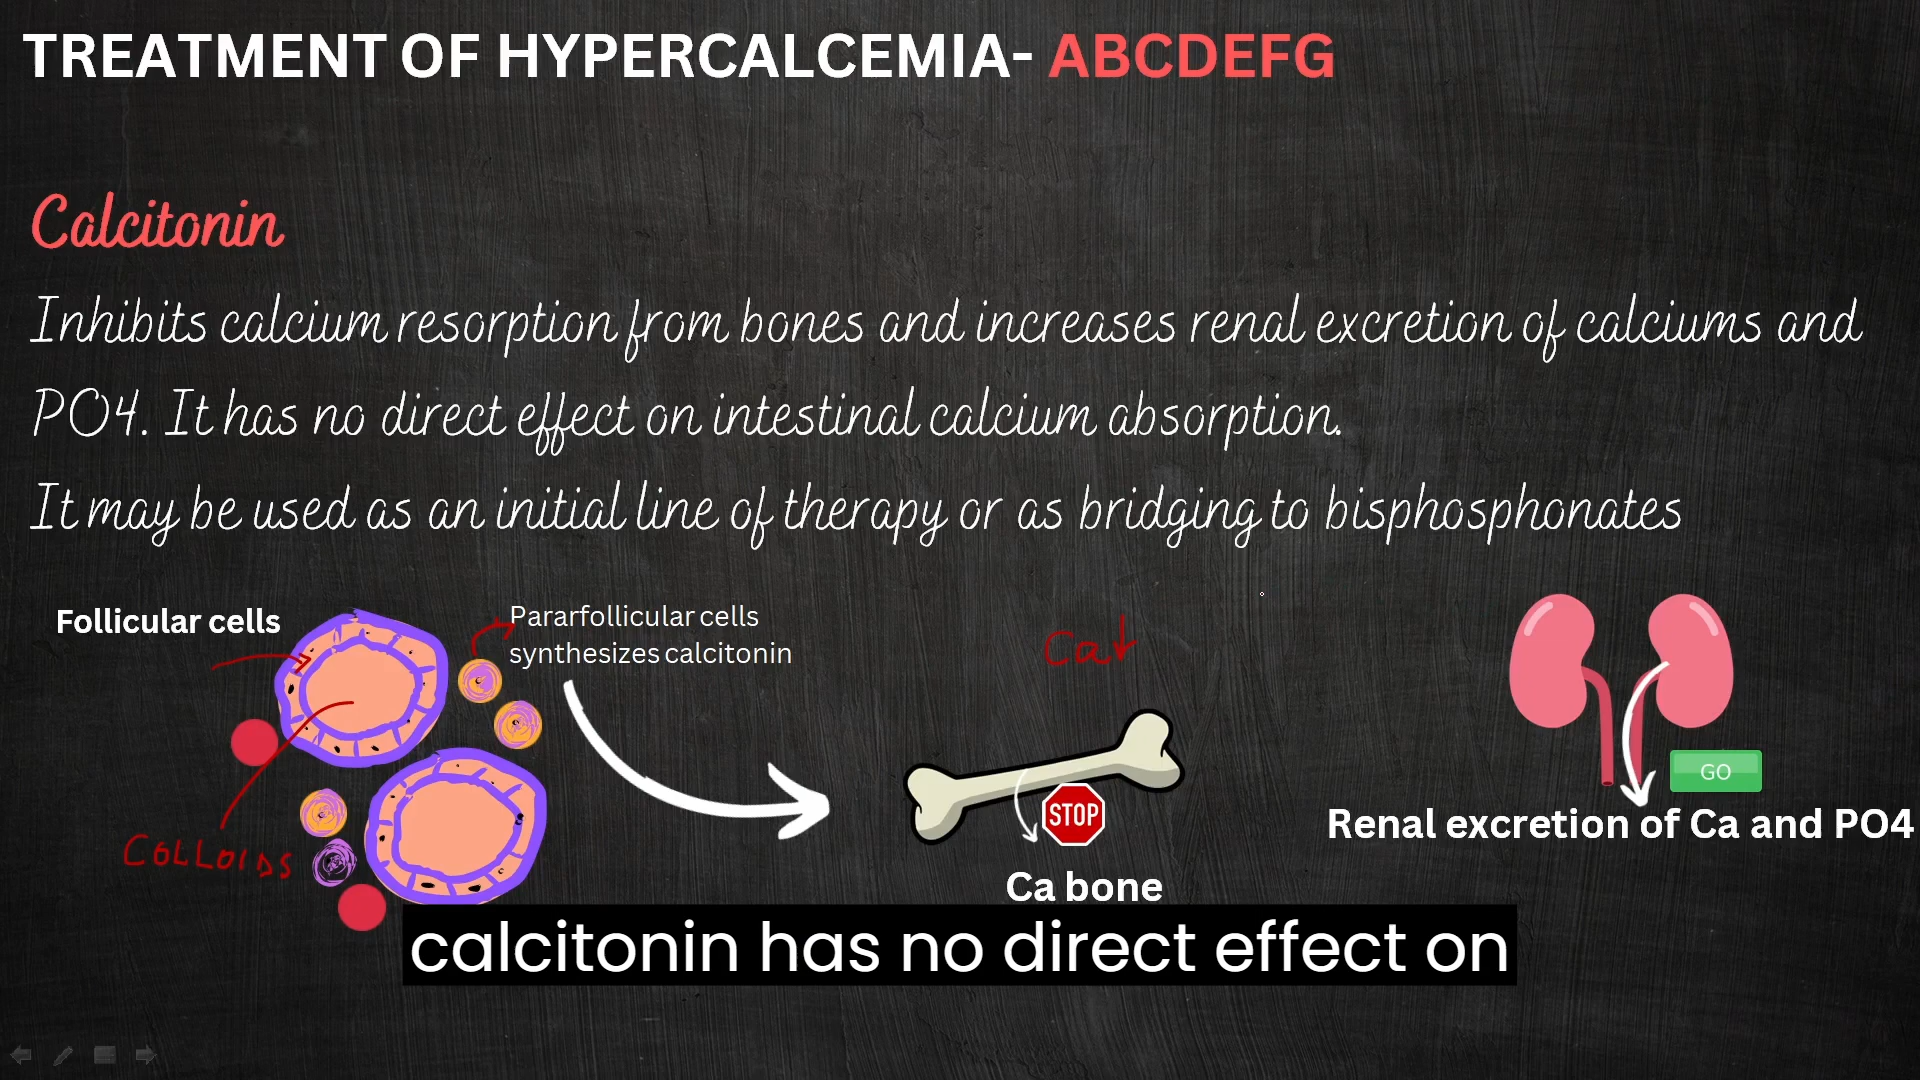 TREATMENT OF HYPERCALCEMIA- ABCDEFG
Calcitonin
Inhibits calcium resorption from bones and increases renal excretion of calciums and
PO4. It has no direct effect on intestinal calcium absorption.
It may be used as an initial line of therapy or as bridging to bisphosphonates
Follicular cells
Pararfollicular cells
synthesizes calcitonin
COLLOIDS
Ca↓
STOP
Ca bone
GO
Renal excretion of Ca and PO4
calcitonin has no direct effect on